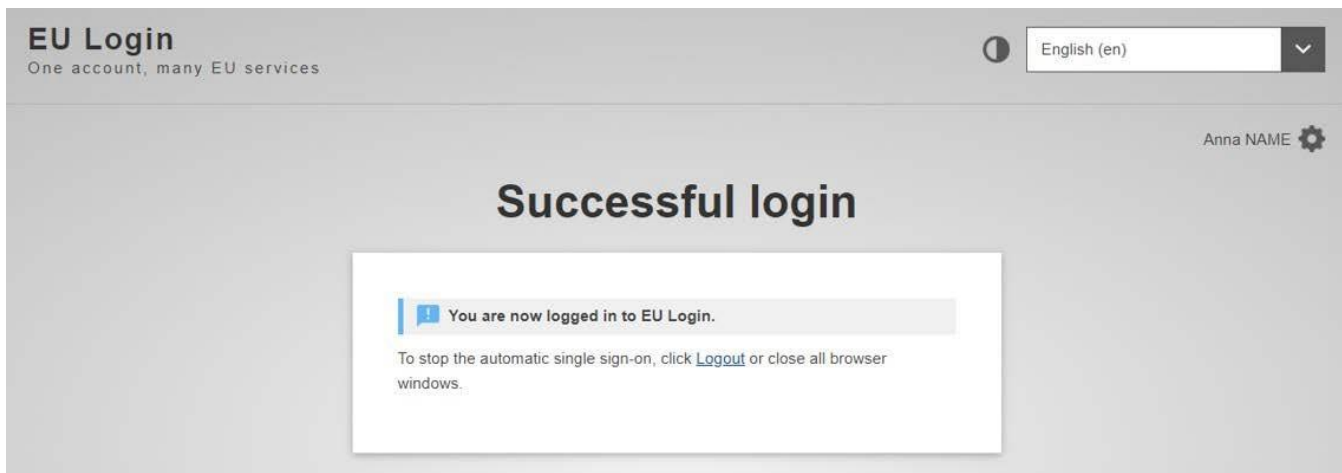 EU Login
One account, many EU services
English (en)
Anna NAME
Successful login
You are now logged in to EU Login.
To stop the automatic single sign-on, click Logout or close all browser
windows.